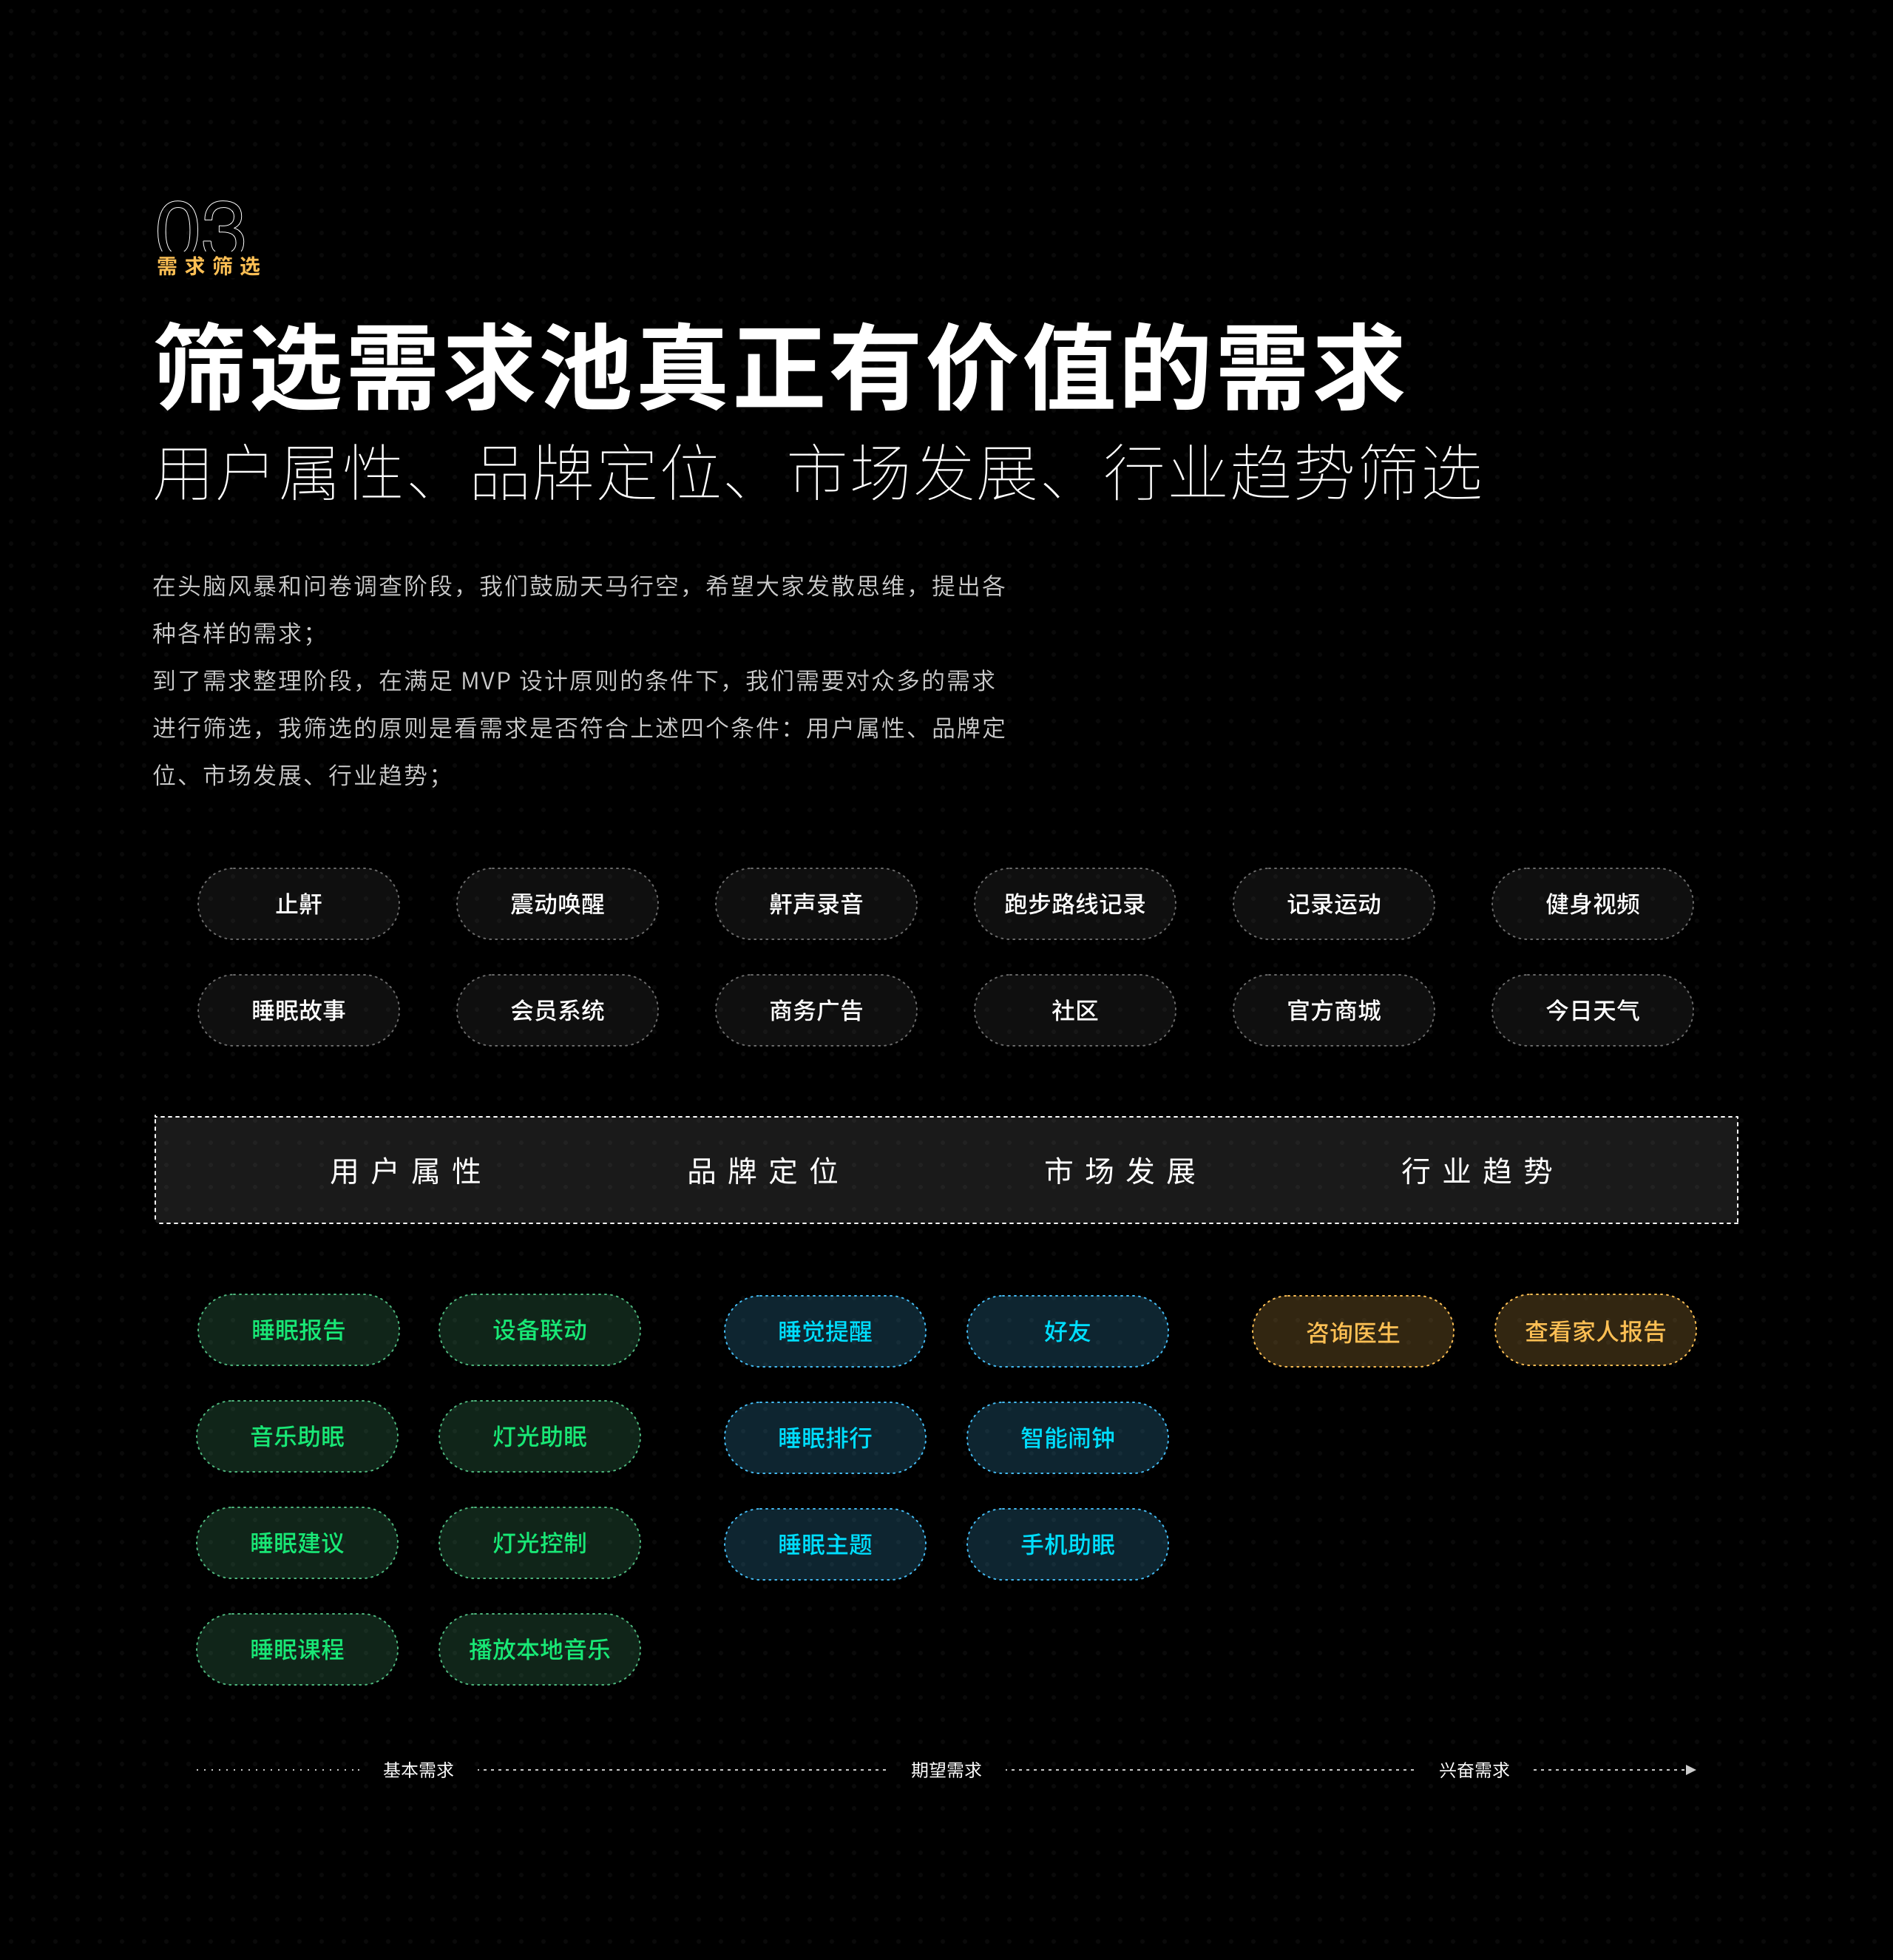 03
需求筛选
筛选需求池真正有价值的需求
用户属性、品牌定位、市场发展、行业趋势筛选
在头脑风暴和问卷调查阶段，我们鼓励天马行空，希望大家发散思维，提出各
种各样的需求；
到了需求整理阶段，在满足 MVP 设计原则的条件下，我们需要对众多的需求
进行筛选，我筛选的原则是看需求是否符合上述四个条件：用户属性、品牌定
位、市场发展、行业趋势；
止鼾 震动唤醒 鼾声录音 跑步路线记录 记录运动 健身视频
睡眠故事 会员系统 商务广告 社区 官方商城 今日天气
用户属性 品牌定位 市场发展 行业趋势
睡眠报告 设备联动 睡觉提醒 好友 咨询医生 查看家人报告
音乐助眠 灯光助眠 睡眠排行 智能闹钟
睡眠建议 灯光控制 睡眠主题 手机助眠
睡眠课程 播放本地音乐
基本需求 期望需求 兴奋需求